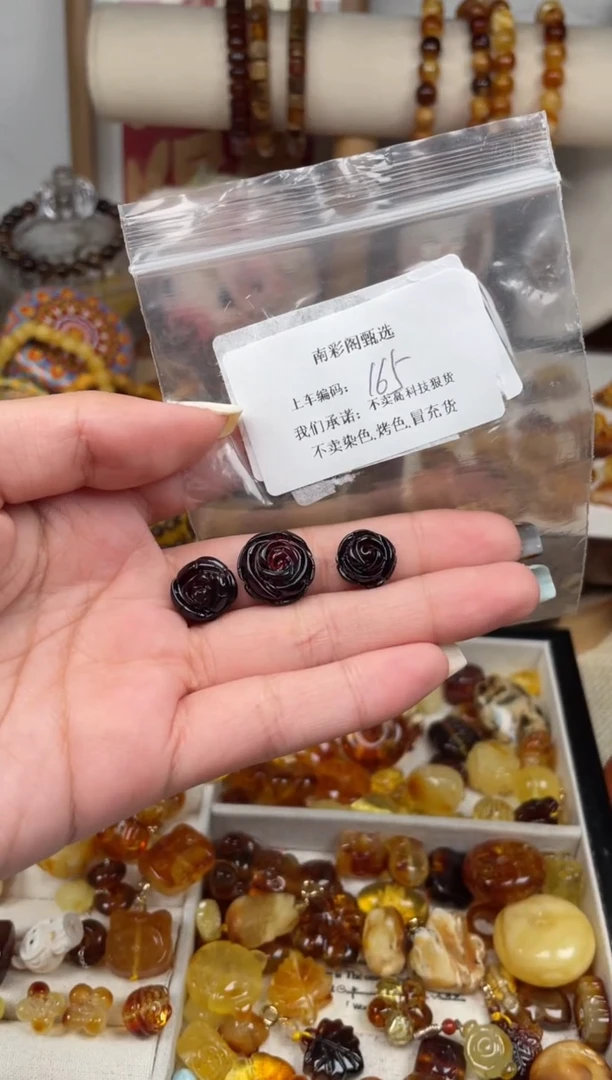 南彩阁甄选
上车编码：165
我们承诺：不卖高科技狠货
不卖染色,烤色,冒充货